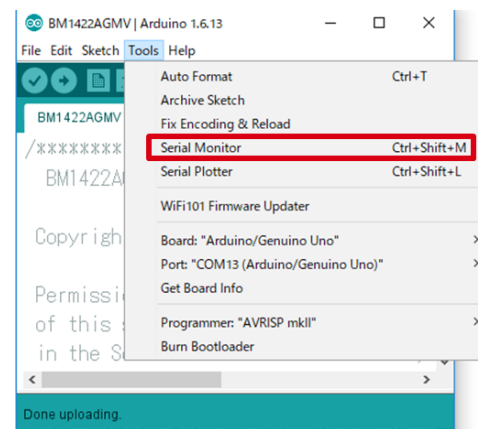 BM1422AGMV | Arduino 1.6.13
File Edit Sketch Tools Help
Auto Format Ctrl+T
Archive Sketch
Fix Encoding & Reload
Serial Monitor Ctrl+Shift+M
Serial Plotter Ctrl+Shift+L
WiFi101 Firmware Updater
Board: "Arduino/Genuino Uno"
Port: "COM13 (Arduino/Genuino Uno)"
Get Board Info
Programmer: "AVRISP mkII"
Burn Bootloader
BM1422AGMV
/********
BM1422A
Copyrigh
Permissi
of this
in the S
Done uploading.